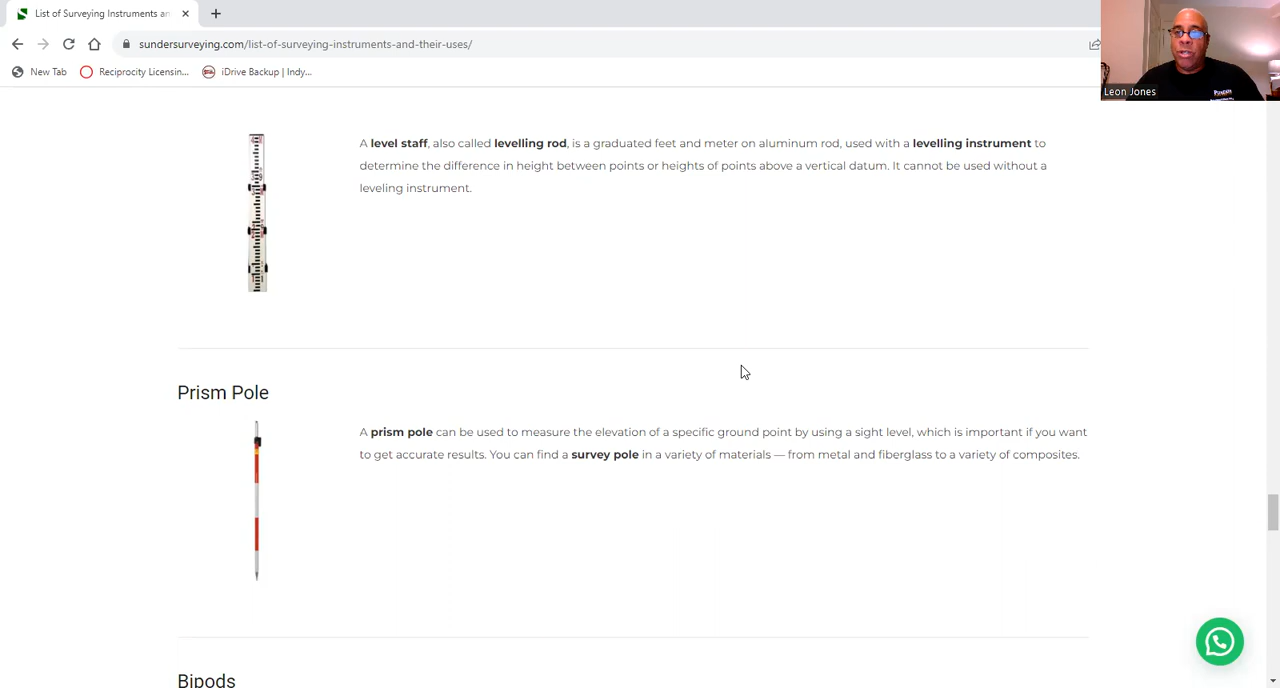 List of Surveying Instruments an
sundersurveying.com/list-of-surveying-instruments-and-their-uses/
New Tab
Reciprocity Licensin...
iDrive Backup | Indy...
Leon Jones
A level staff, also called levelling rod, is a graduated feet and meter on aluminum rod, used with a levelling instrument to
determine the difference in height between points or heights of points above a vertical datum. It cannot be used without a
leveling instrument.
Prism Pole
A prism pole can be used to measure the elevation of a specific ground point by using a sight level, which is important if you want
to get accurate results. You can find a survey pole in a variety of materials — from metal and fiberglass to a variety of composites.
Bipods